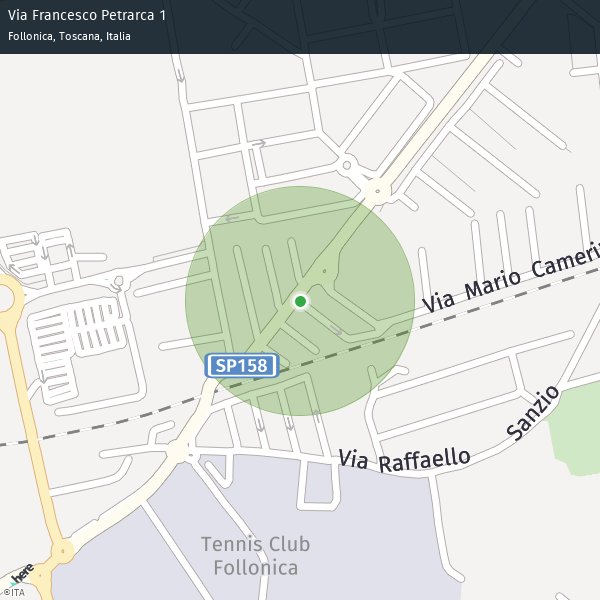 Via Francesco Petrarca 1
Follonica, Toscana, Italia
Via Mario Cameri
SP158
Sanzio
Via Raffaello
Tennis Club
Follonica
here
©ITA